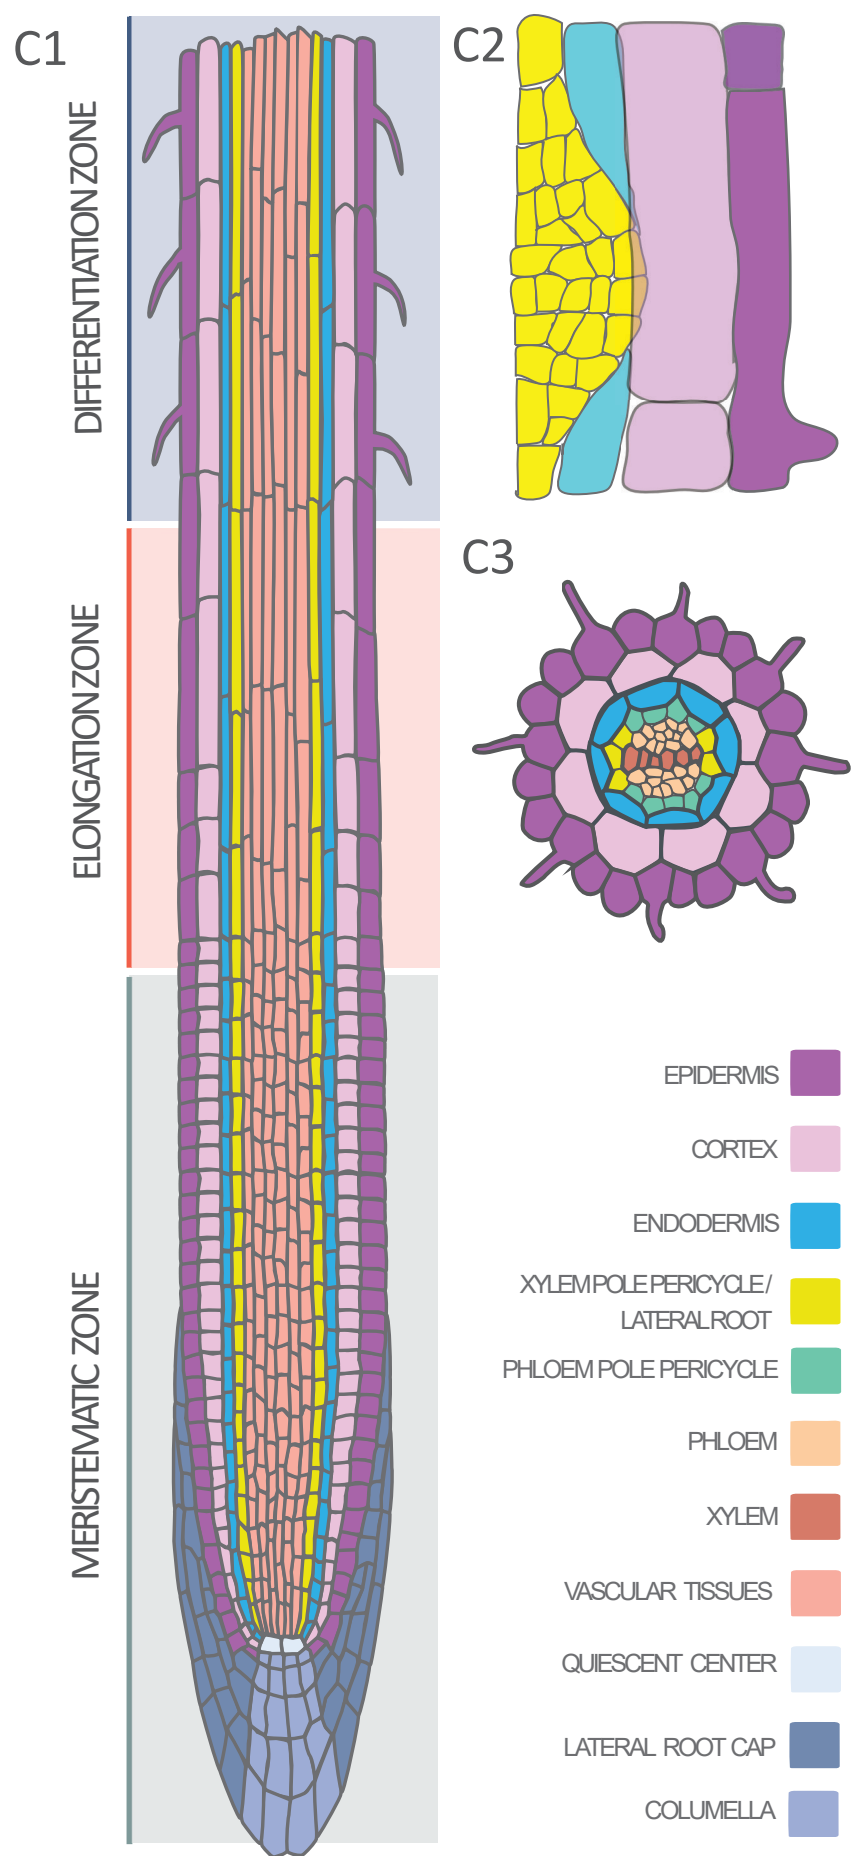 C1
C2
C3
DIFFERENTIATION ZONE
ELONGATION ZONE
MERISTEMATIC ZONE
EPIDERMIS
CORTEX
ENDODERMIS
XYLEM POLE PERICYCLE /
LATERAL ROOT
PHLOEM POLE PERICYCLE
PHLOEM
XYLEM
VASCULAR TISSUES
QUIESCENT CENTER
LATERAL ROOT CAP
COLUMELLA